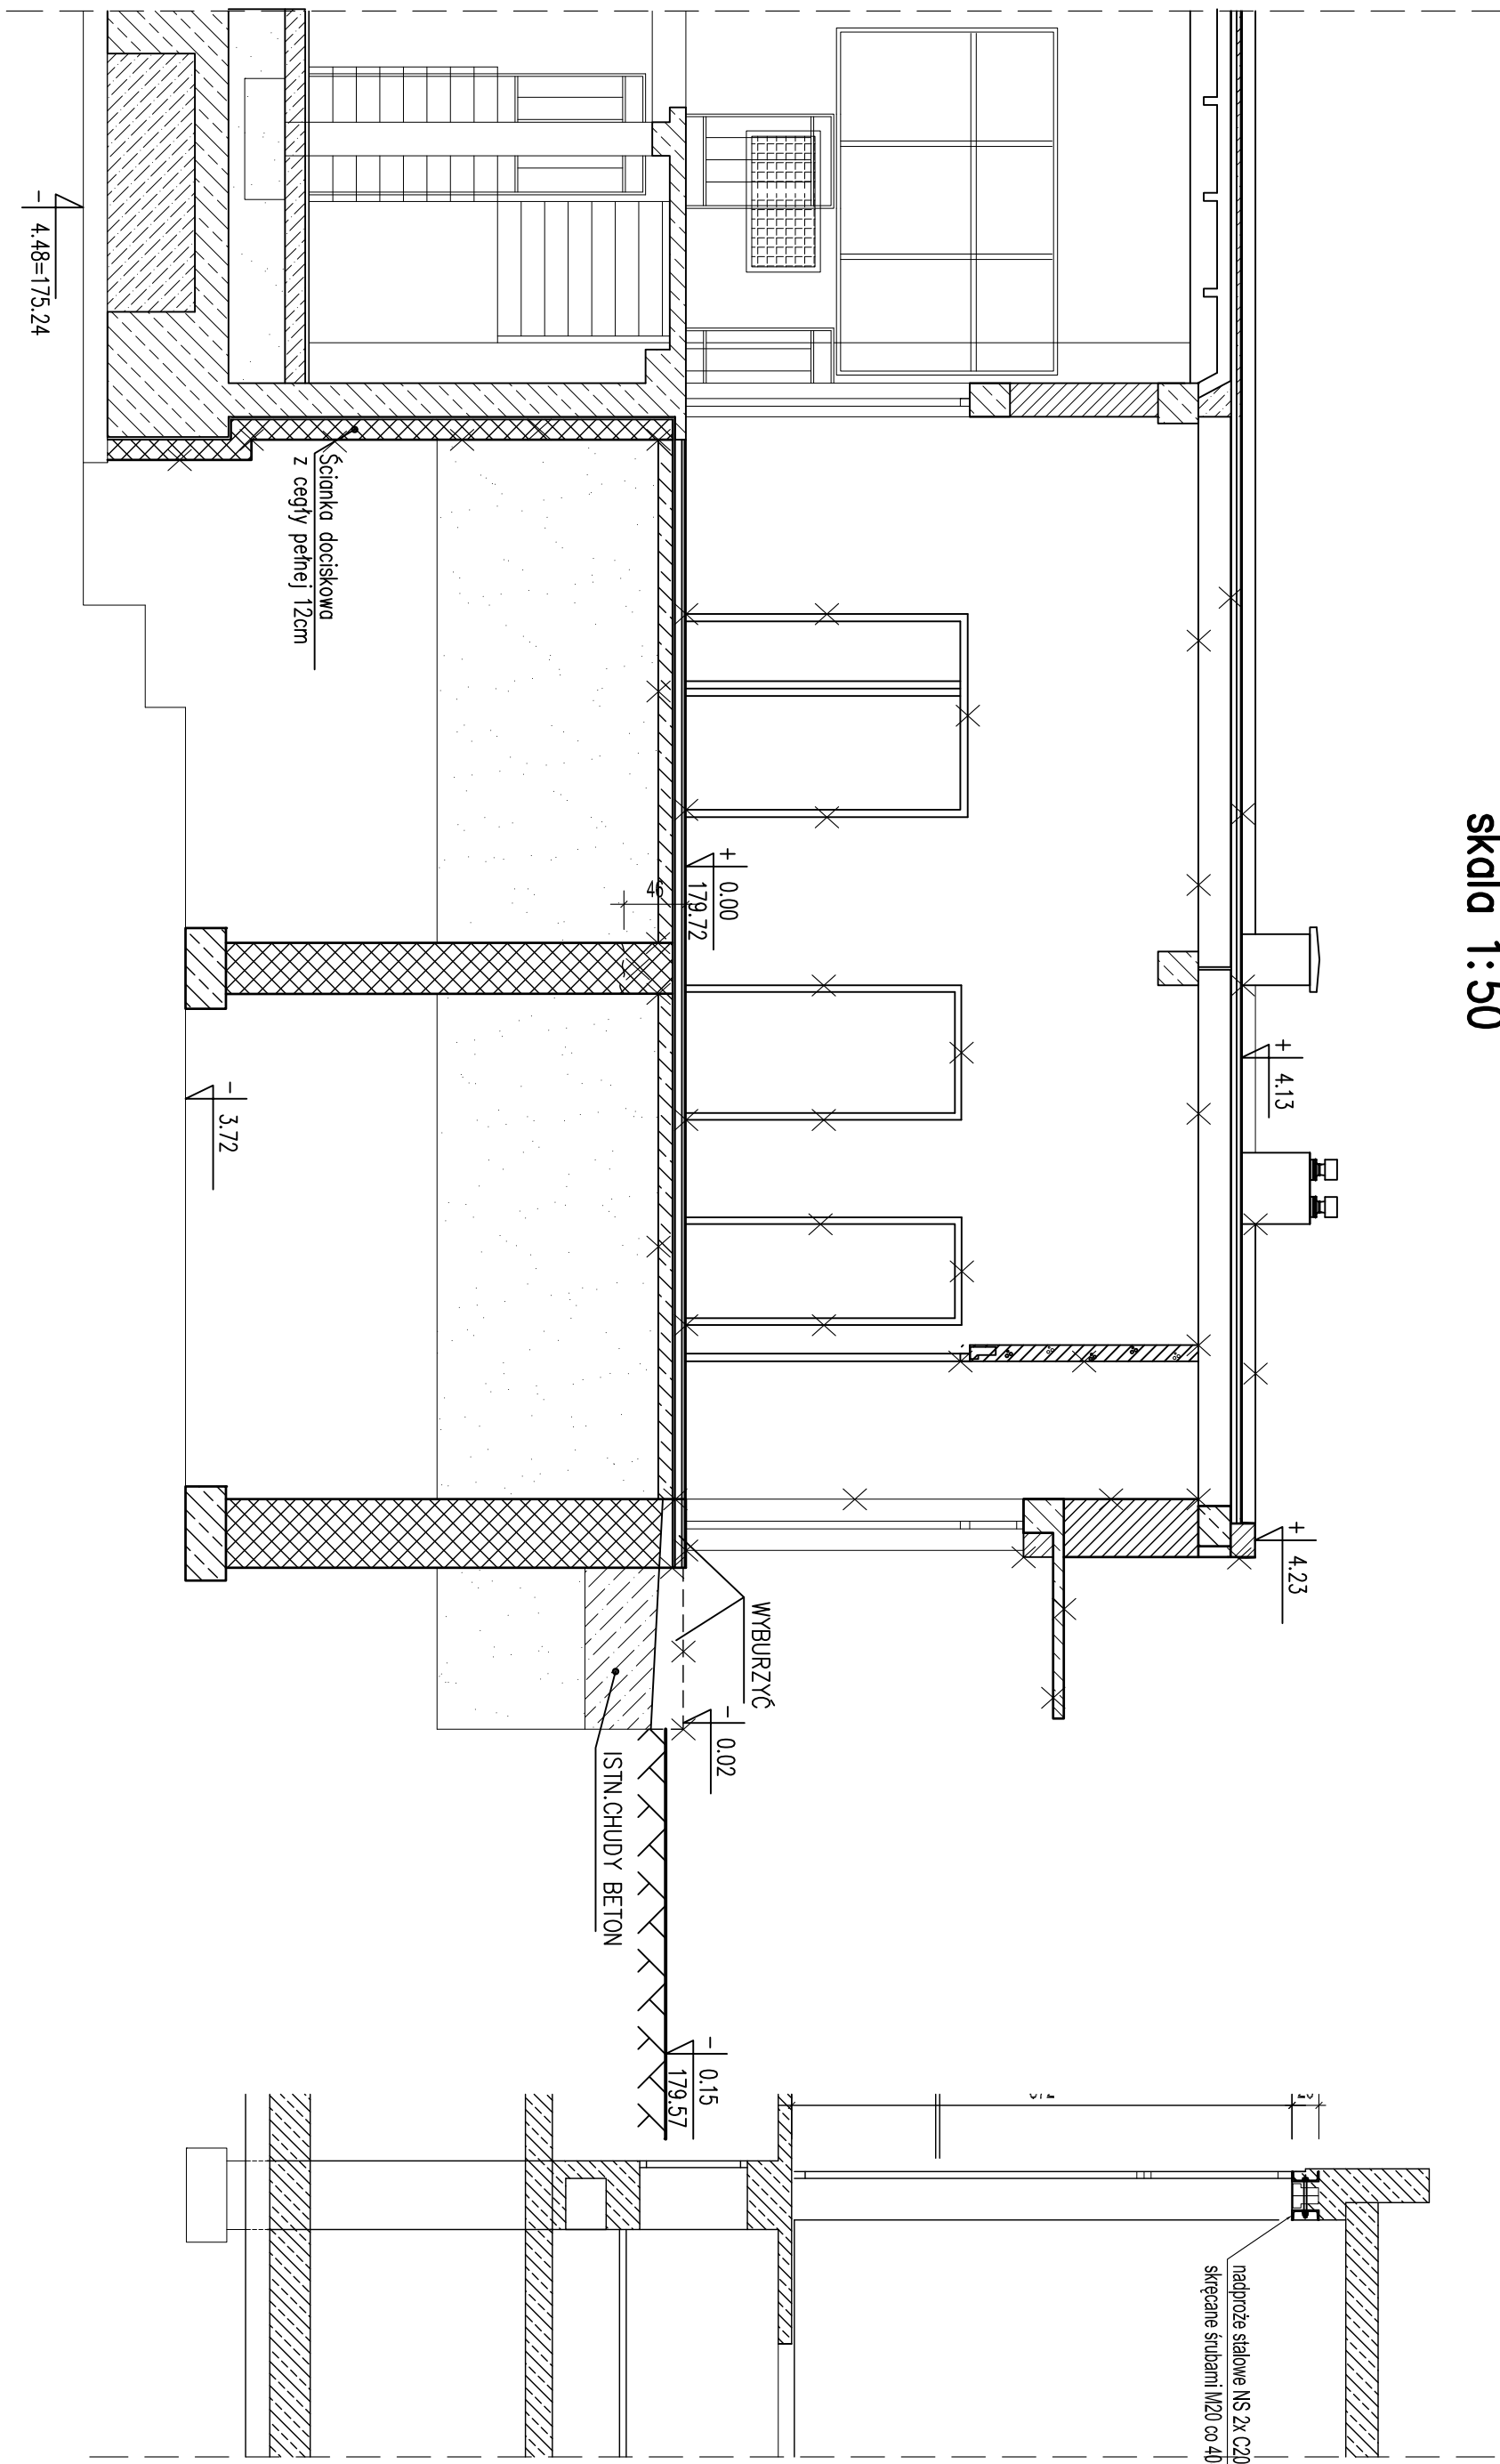 skala 1:50
+ 4.23
+ 4.13
+ 0.00
179.72
46
WYBURZYĆ
- 0.02
- 0.15
179.57
ISTN.CHUDY BETON
Ścianka dociskowa
z cegły pełnej 12cm
- 3.72
- 4.48=175.24
nadproże stalowe NS 2x C20
skręcane śrubami M20 co 40